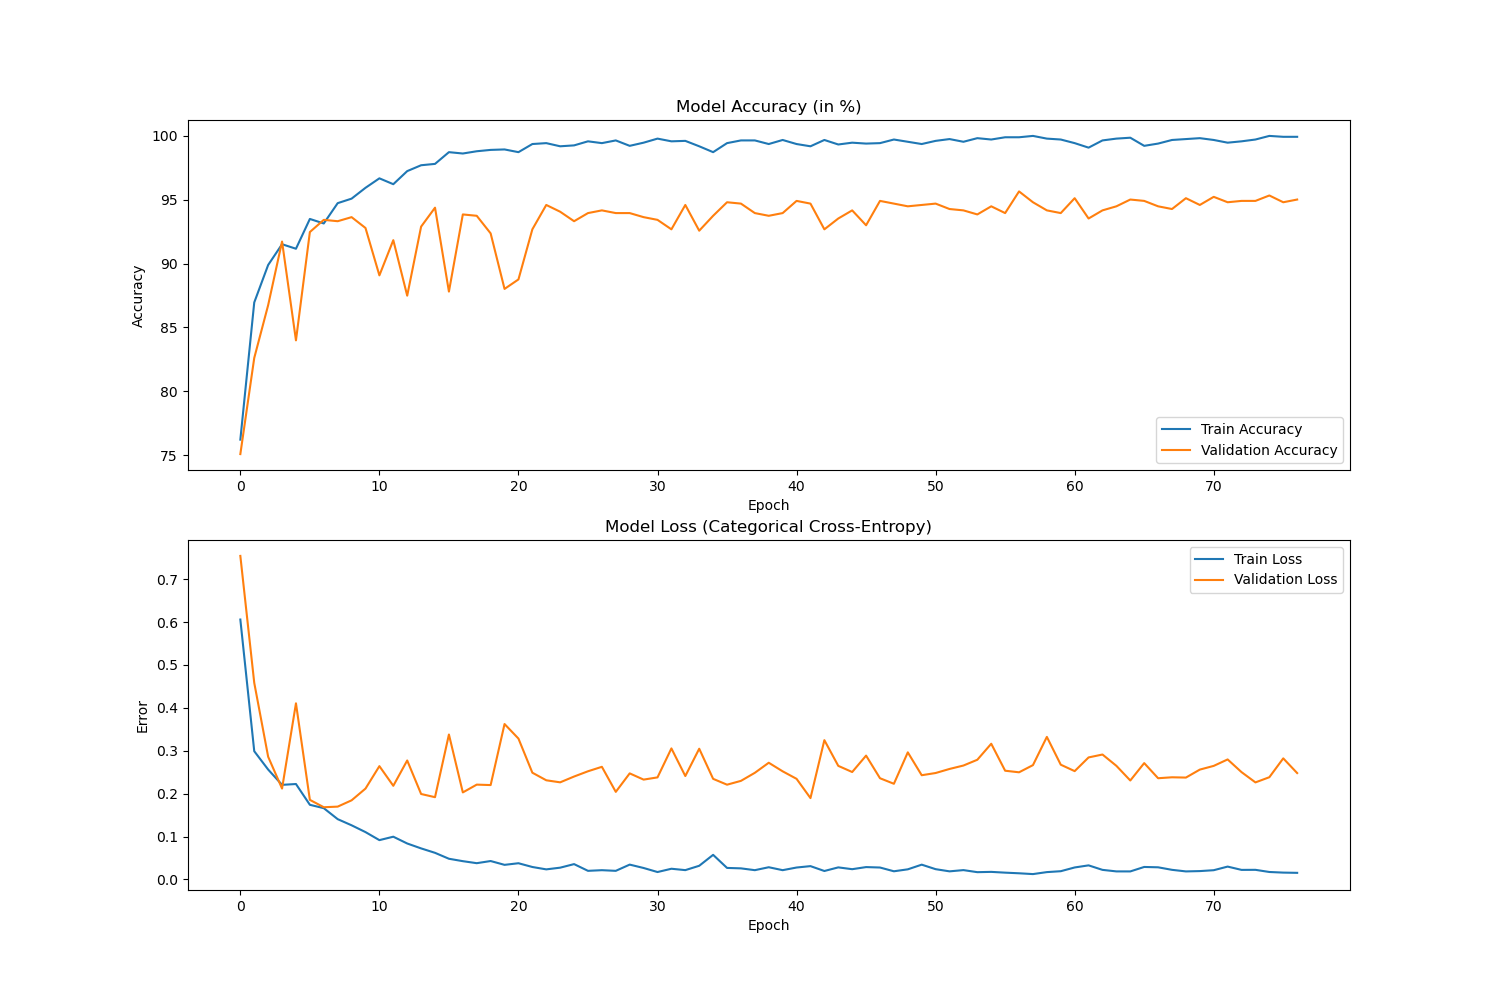 Model Accuracy (in %)
100
95
90
85
80
75
Accuracy
Train Accuracy
Validation Accuracy
0 10 20 30 40 50 60 70
Epoch
Model Loss (Categorical Cross-Entropy)
0.7
0.6
0.5
0.4
0.3
0.2
0.1
0.0
Error
Train Loss
Validation Loss
0 10 20 30 40 50 60 70
Epoch